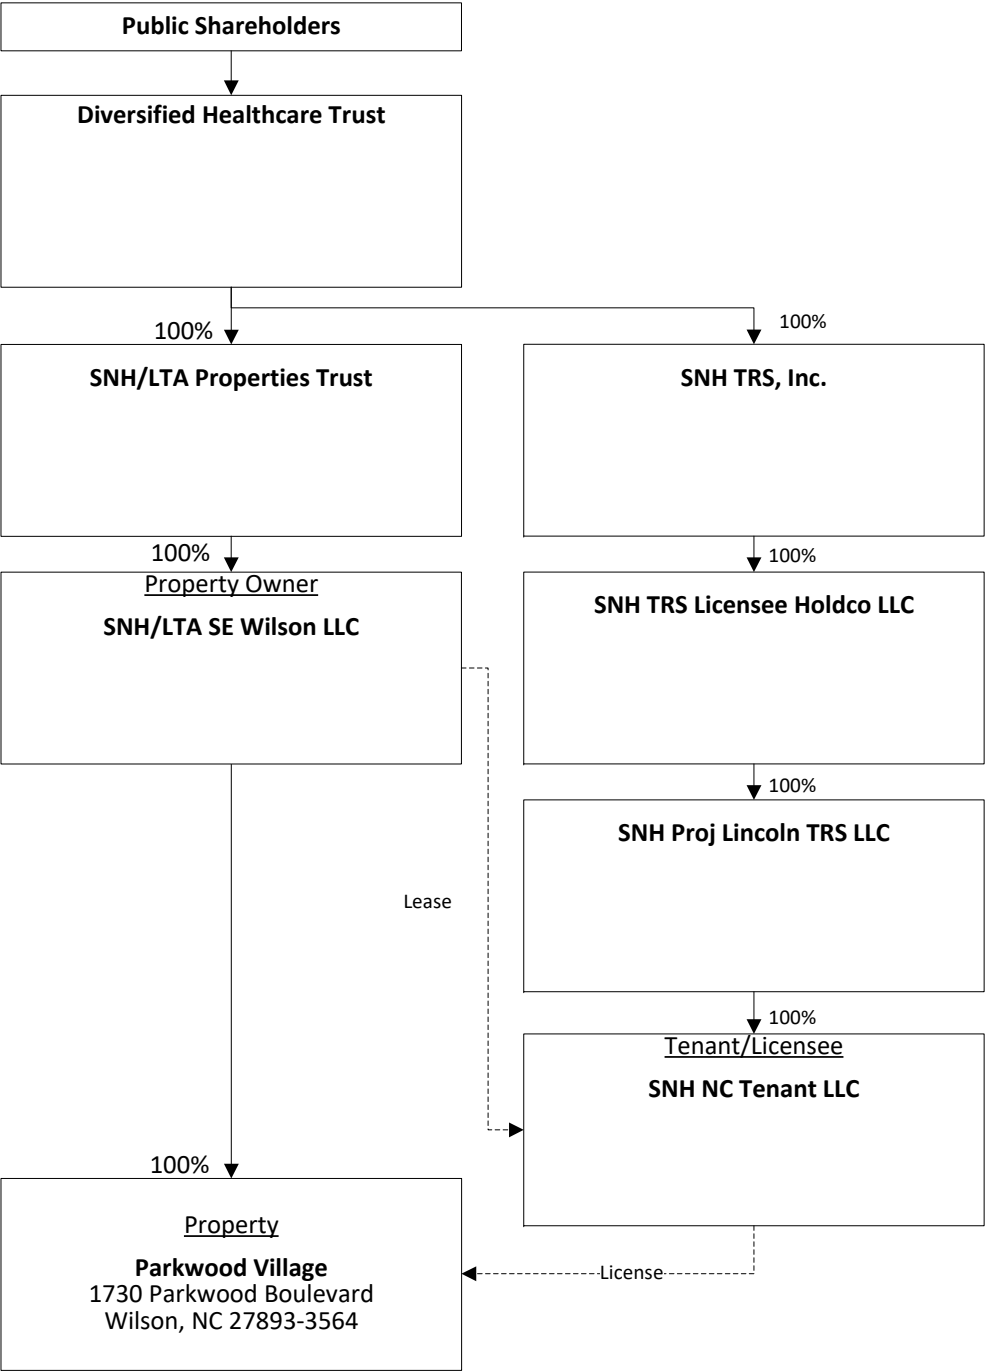 Public Shareholders
Diversified Healthcare Trust
100%
100%
SNH/LTA Properties Trust
SNH TRS, Inc.
100%
100%
Property Owner
SNH/LTA SE Wilson LLC
SNH TRS Licensee Holdco LLC
100%
SNH Proj Lincoln TRS LLC
Lease
100%
Tenant/Licensee
SNH NC Tenant LLC
100%
Property
Parkwood Village
1730 Parkwood Boulevard
Wilson, NC 27893-3564
License